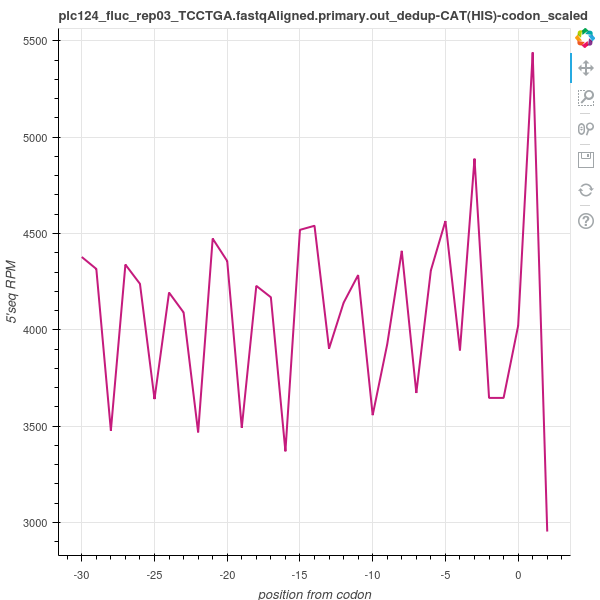 plc124_fluc_rep03_TCCTGA.fastqAligned.primary.out_dedup-CAT(HIS)-codon_scaled
5500
5000
4500
4000
3500
3000
5'seq RPM
-30 -25 -20 -15 -10 -5 0
position from codon